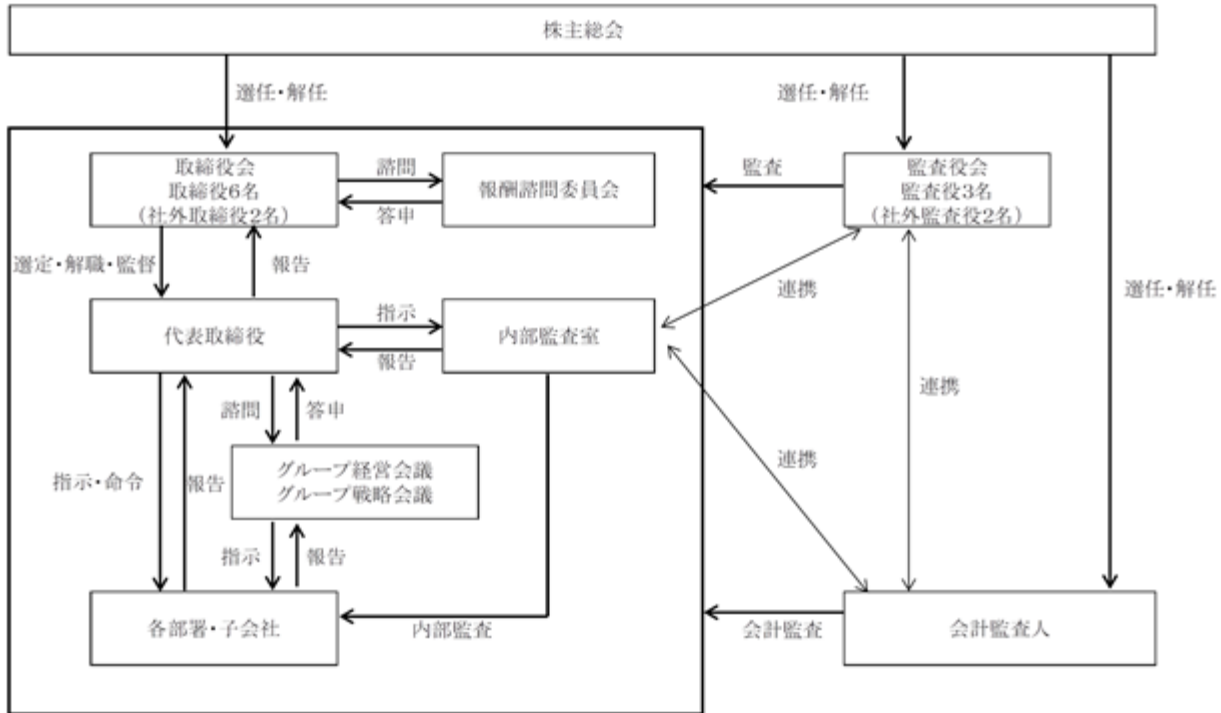 株主総会
選任・解任
選任・解任
取締役会
取締役6名
(社外取締役2名)
諮問
答申
報酬諮問委員会
監査
監査役会
監査役3名
(社外監査役2名)
選定・解職・監督
報告
連携
選任・解任
代表取締役
指示
報告
内部監査室
連携
諮問
答申
連携
指示・命令
報告
グループ経営会議
グループ戦略会議
指示
報告
各部署・子会社
内部監査
会計監査
会計監査人